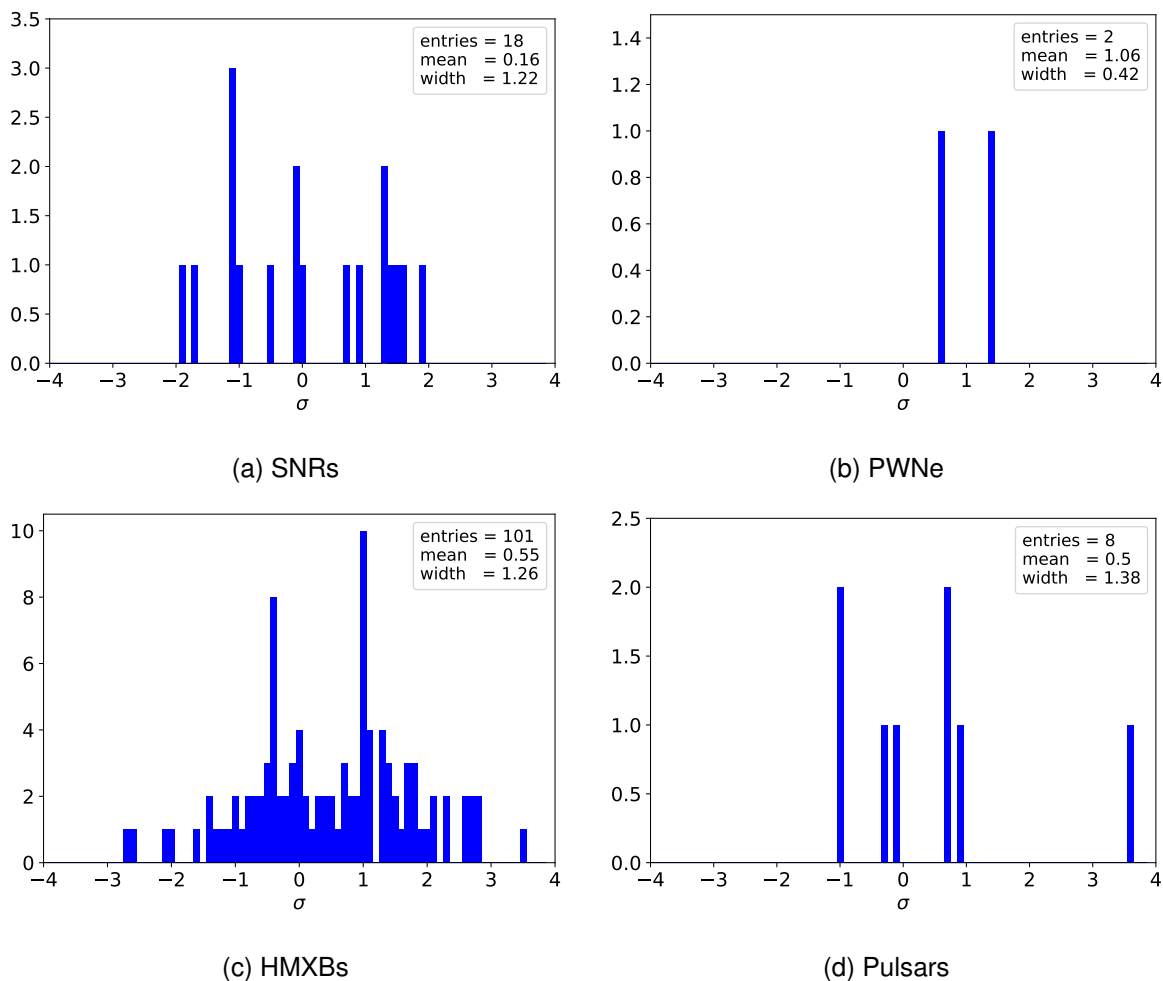 3.5
3.0
2.5
2.0
1.5
1.0
0.5
0.0
−4 −3 −2 −1 0 1 2 3 4
σ
entries = 18
mean = 0.16
width = 1.22
(a) SNRs
1.4
1.2
1.0
0.8
0.6
0.4
0.2
0.0
−4 −3 −2 −1 0 1 2 3 4
σ
entries = 2
mean = 1.06
width = 0.42
(b) PWNe
10
8
6
4
2
0
−4 −3 −2 −1 0 1 2 3 4
σ
entries = 101
mean = 0.55
width = 1.26
(c) HMXBs
2.5
2.0
1.5
1.0
0.5
0.0
−4 −3 −2 −1 0 1 2 3 4
σ
entries = 8
mean = 0.5
width = 1.38
(d) Pulsars